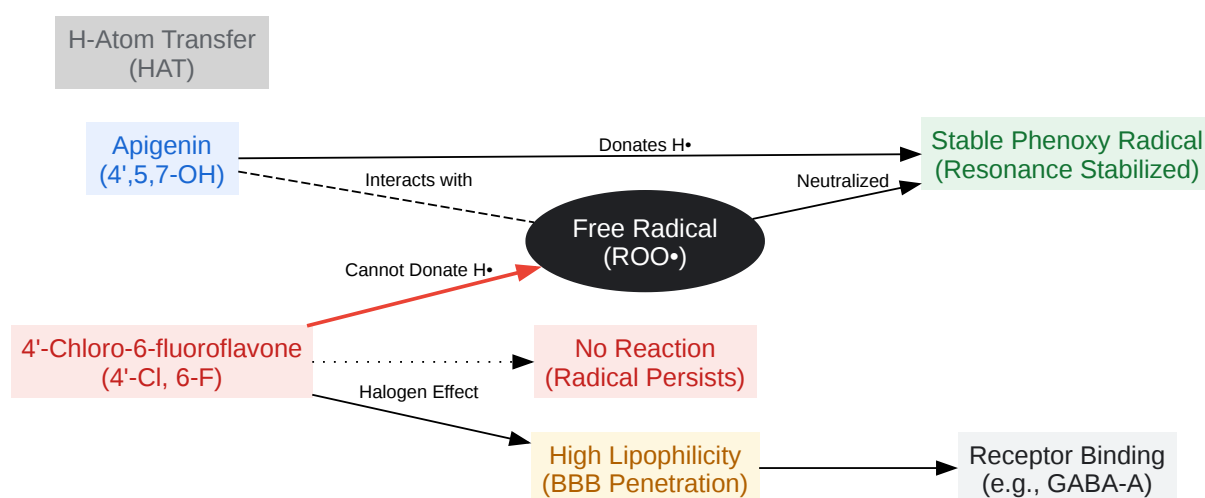 H-Atom Transfer
(HAT)
Apigenin
(4',5,7-OH)
Donates H•
Stable Phenoxy Radical
(Resonance Stabilized)
Interacts with
Neutralized
Free Radical
(ROO•)
Cannot Donate H•
4'-Chloro-6-fluoroflavone
(4'-Cl, 6-F)
No Reaction
(Radical Persists)
Halogen Effect
High Lipophilicity
(BBB Penetration)
Receptor Binding
(e.g., GABA-A)